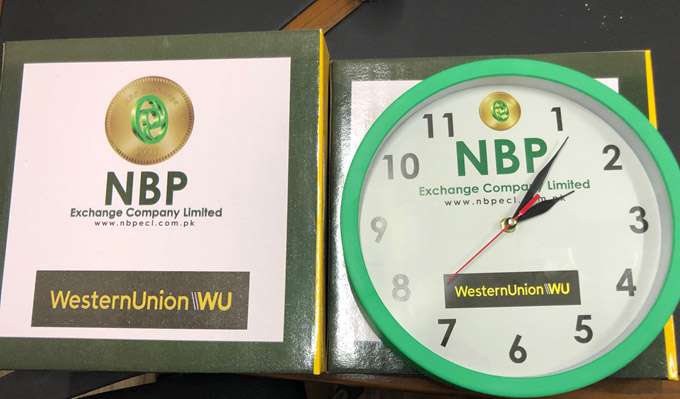 NBP
Exchange Company Limited
www.nbpecl.com.pk
WesternUnion WU
11
1
10
2
9
3
8
4
7
5
6
NBP
Exchange Company Limited
www.nbpecl.com.pk
WesternUnion WU